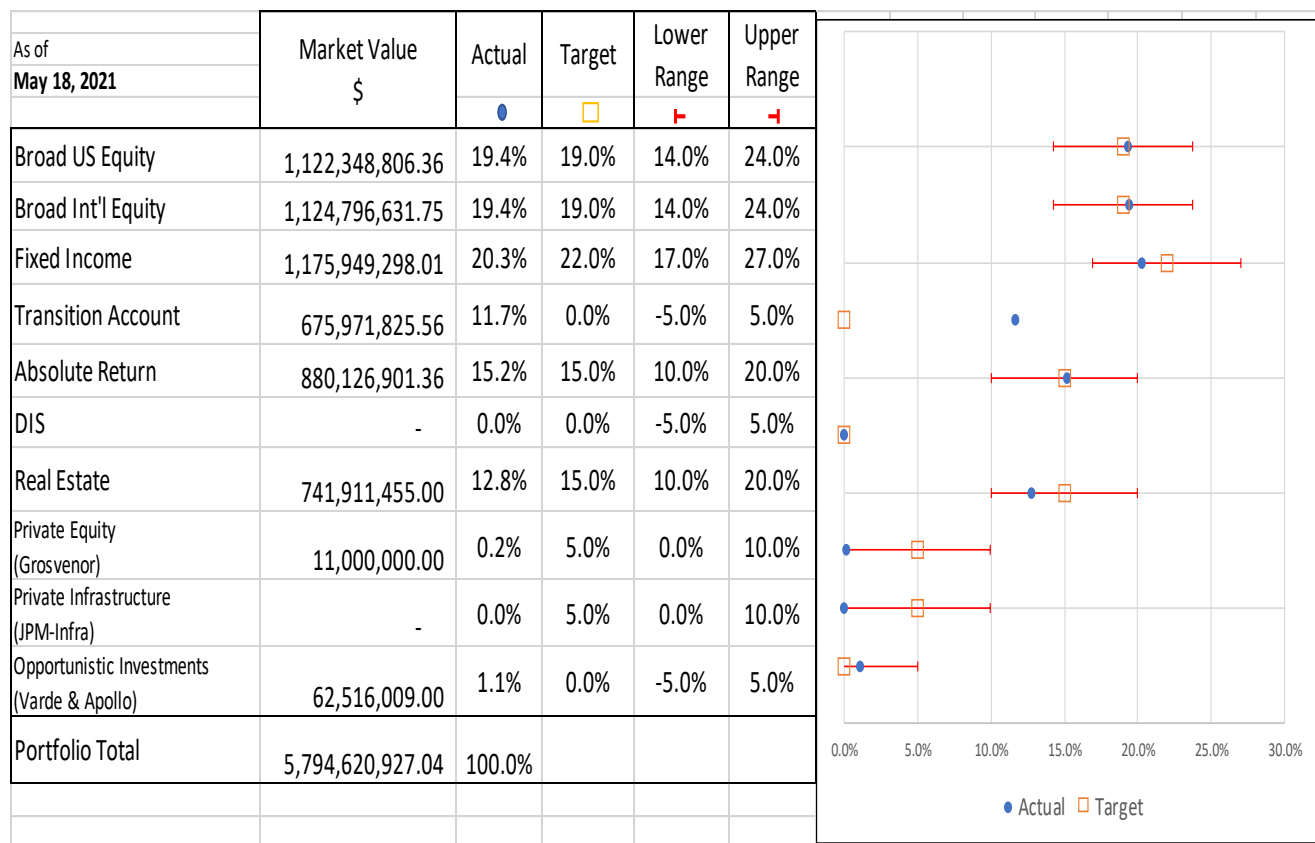 As of
May 18, 2021
Market Value
$
Actual
Target
Lower
Range
Upper
Range
Broad US Equity 1,122,348,806.36 19.4% 19.0% 14.0% 24.0%
Broad Int'l Equity 1,124,796,631.75 19.4% 19.0% 14.0% 24.0%
Fixed Income 1,175,949,298.01 20.3% 22.0% 17.0% 27.0%
Transition Account 675,971,825.56 11.7% 0.0% -5.0% 5.0%
Absolute Return 880,126,901.36 15.2% 15.0% 10.0% 20.0%
DIS - 0.0% 0.0% -5.0% 5.0%
Real Estate 741,911,455.00 12.8% 15.0% 10.0% 20.0%
Private Equity
(Grosvenor) 11,000,000.00 0.2% 5.0% 0.0% 10.0%
Private Infrastructure
(JPM-Infra) - 0.0% 5.0% 0.0% 10.0%
Opportunistic Investments
(Varde & Apollo) 62,516,009.00 1.1% 0.0% -5.0% 5.0%
Portfolio Total 5,794,620,927.04 100.0%
0.0% 5.0% 10.0% 15.0% 20.0% 25.0% 30.0%
Actual Target